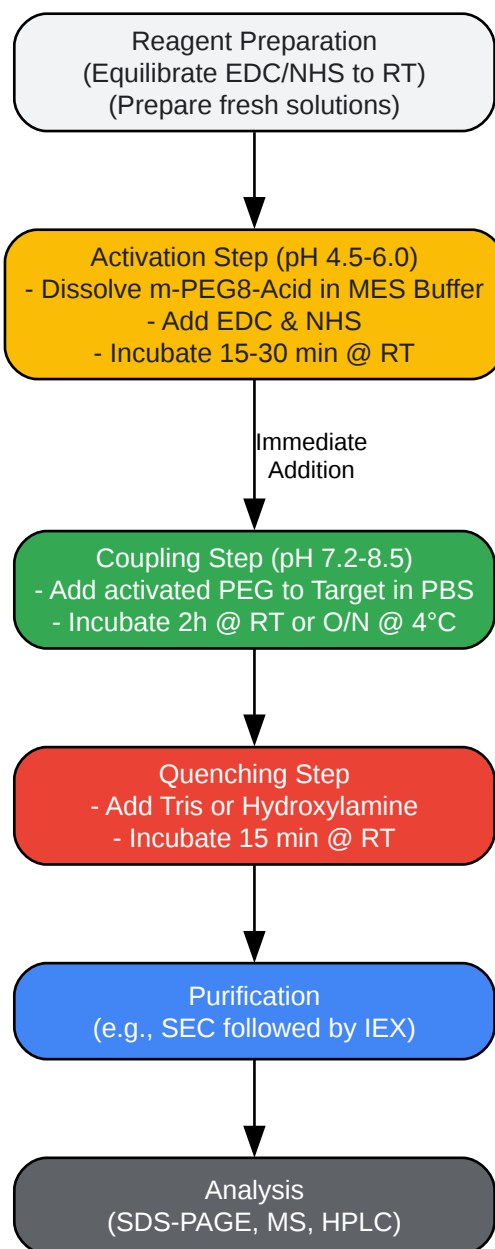 Reagent Preparation
(Equilibrate EDC/NHS to RT)
(Prepare fresh solutions)
Activation Step (pH 4.5-6.0)
- Dissolve m-PEG8-Acid in MES Buffer
- Add EDC & NHS
- Incubate 15-30 min @ RT
Immediate
Addition
Coupling Step (pH 7.2-8.5)
- Add activated PEG to Target in PBS
- Incubate 2h @ RT or O/N @ 4°C
Quenching Step
- Add Tris or Hydroxylamine
- Incubate 15 min @ RT
Purification
(e.g., SEC followed by IEX)
Analysis
(SDS-PAGE, MS, HPLC)